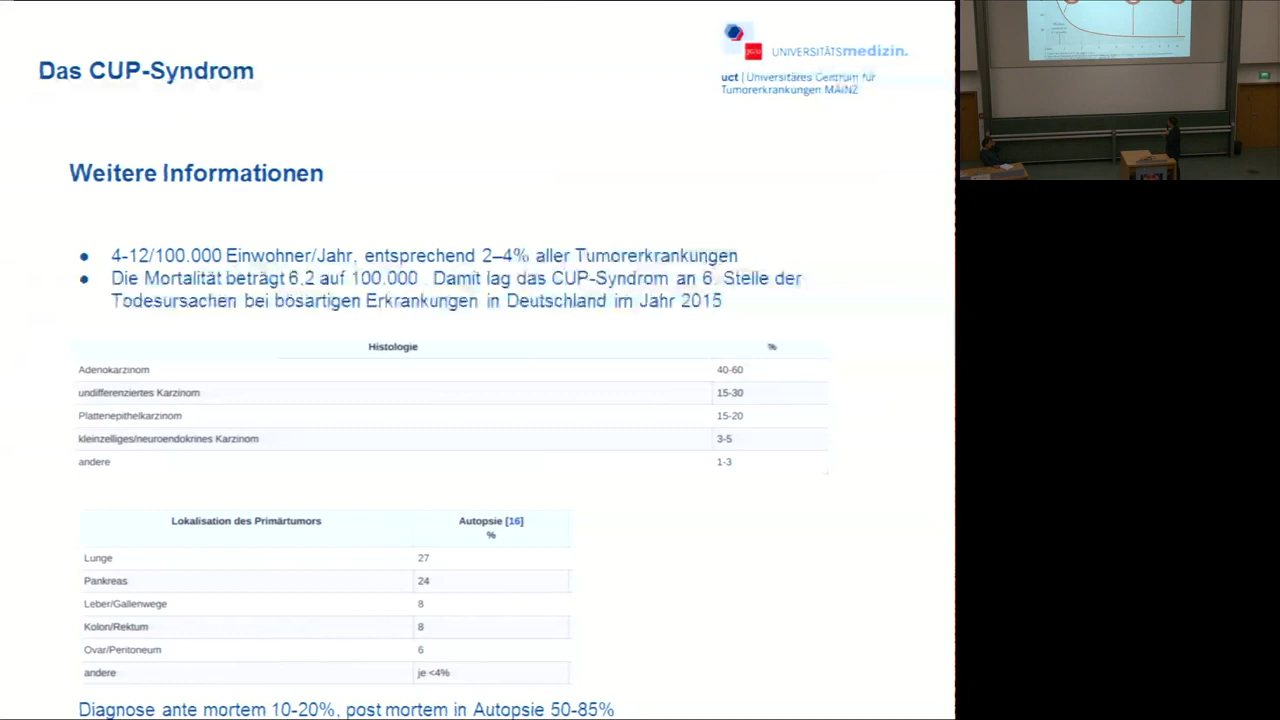 Das CUP-Syndrom
UNIVERSITÄTSmedizin.
uct | Universitäres Centrum für
Tumorerkrankungen MAINZ
Weitere Informationen
● 4-12/100.000 Einwohner/Jahr, entsprechend 2–4% aller Tumorerkrankungen
● Die Mortalität beträgt 6,2 auf 100.000 . Damit lag das CUP-Syndrom an 6. Stelle der
Todesursachen bei bösartigen Erkrankungen in Deutschland im Jahr 2015
Histologie %
Adenokarzinom 40-60
undifferenziertes Karzinom 15-30
Plattenepithelkarzinom 15-20
kleinzelliges/neuroendokrines Karzinom 3-5
andere 1-3
Lokalisation des Primärtumors Autopsie [16]
%
Lunge 27
Pankreas 24
Leber/Gallenwege 8
Kolon/Rektum 8
Ovar/Peritoneum 6
andere je <4%
Diagnose ante mortem 10-20%, post mortem in Autopsie 50-85%